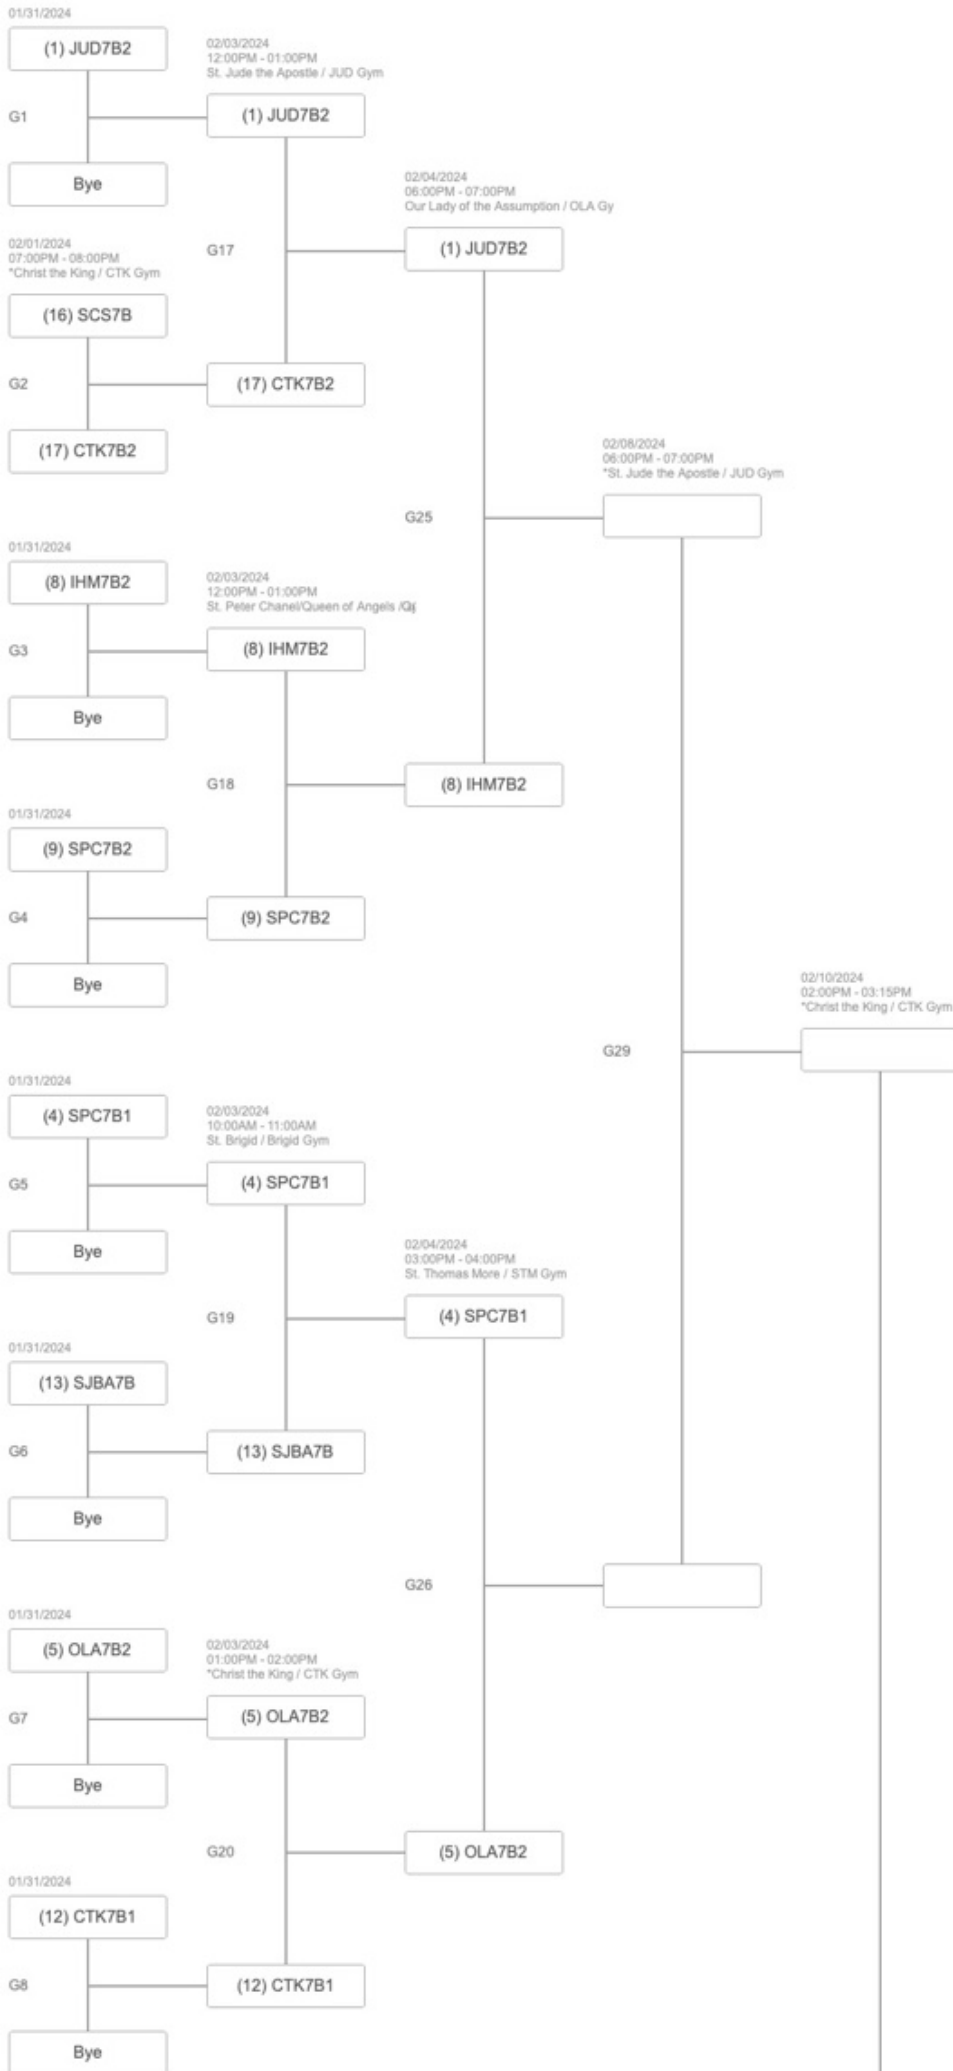 01/31/2024
(1) JUD7B2
G1
Bye
02/01/2024
07:00PM - 08:00PM
*Christ the King / CTK Gym
(16) SCS7B
G2
(17) CTK7B2
01/31/2024
(8) IHM7B2
G3
Bye
01/31/2024
(9) SPC7B2
G4
Bye
01/31/2024
(4) SPC7B1
G5
Bye
01/31/2024
(13) SJBA7B
G6
Bye
01/31/2024
(5) OLA7B2
G7
Bye
01/31/2024
(12) CTK7B1
G8
Bye
02/03/2024
12:00PM - 01:00PM
St. Jude the Apostle / JUD Gym
(1) JUD7B2
G17
(17) CTK7B2
02/03/2024
12:00PM - 01:00PM
St. Peter Chanel/Queen of Angels /
(8) IHM7B2
G18
(9) SPC7B2
02/03/2024
10:00AM - 11:00AM
St. Brigid / Brigid Gym
(4) SPC7B1
G19
(13) SJBA7B
02/03/2024
01:00PM - 02:00PM
*Christ the King / CTK Gym
(5) OLA7B2
G20
(12) CTK7B1
02/04/2024
06:00PM - 07:00PM
Our Lady of the Assumption / OLA Gy
(1) JUD7B2
G25
(8) IHM7B2
02/04/2024
03:00PM - 04:00PM
St. Thomas More / STM Gym
(4) SPC7B1
G26
(5) OLA7B2
02/08/2024
06:00PM - 07:00PM
*St. Jude the Apostle / JUD Gym
G29
02/10/2024
02:00PM - 03:15PM
*Christ the King / CTK Gym